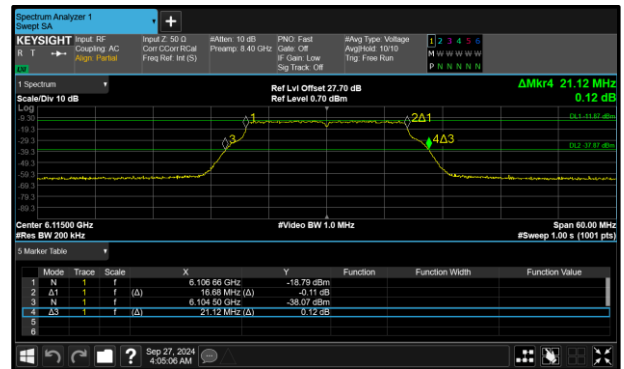 Spectrum Analyzer 1
Swept SA
+
KEYSIGHT
R T
LXI
Input: RF
Coupling: AC
Align: Partial
Input Z: 50 Ω
Corr CCorr RCal
Freq Ref: Int (S)
#Atten: 10 dB
Preamp: 8.40 GHz
PNO: Fast
Gate: Off
IF Gain: Low
Sig Track: Off
#Avg Type: Voltage
Avg|Hold: 10/10
Trig: Free Run
1 2 3 4 5 6
M W W W W W
P N N N N N
1 Spectrum
Scale/Div 10 dB
Ref Lvl Offset 27.70 dB
Ref Level 0.70 dBm
ΔMkr4 21.12 MHz
0.12 dB
Log
-9.30
-19.3
-29.3
-39.3
-49.3
-59.3
-69.3
-79.3
-89.3
1
2Δ1
3
4Δ3
DL1 -11.87 dBm
DL2 -37.87 dBm
Center 6.11500 GHz
#Res BW 200 kHz
#Video BW 1.0 MHz
Span 60.00 MHz
#Sweep 1.00 s (1001 pts)
5 Marker Table
Mode Trace Scale X Y Function Function Width Function Value
1 N 1 f 6.106 66 GHz -18.79 dBm
2 Δ1 1 f (Δ) 16.68 MHz (Δ) -0.11 dB
3 N 1 f 6.104 50 GHz -38.07 dBm
4 Δ3 1 f (Δ) 21.12 MHz (Δ) 0.12 dB
5
6
?
Sep 27, 2024
4:05:06 AM